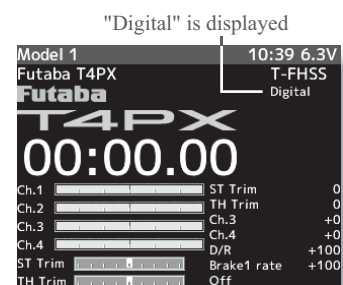 "Digital" is displayed
Model 1 10:39 6.3V
Futaba T4PX T-FHSS
Futaba Digital
T4PX
00:00.00
Ch.1 ST Trim 0
Ch.2 TH Trim 0
Ch.3 Ch.3 +0
Ch.4 Ch.4 +0
D/R +100
ST Trim Brake1 rate +100
TH Trim Off